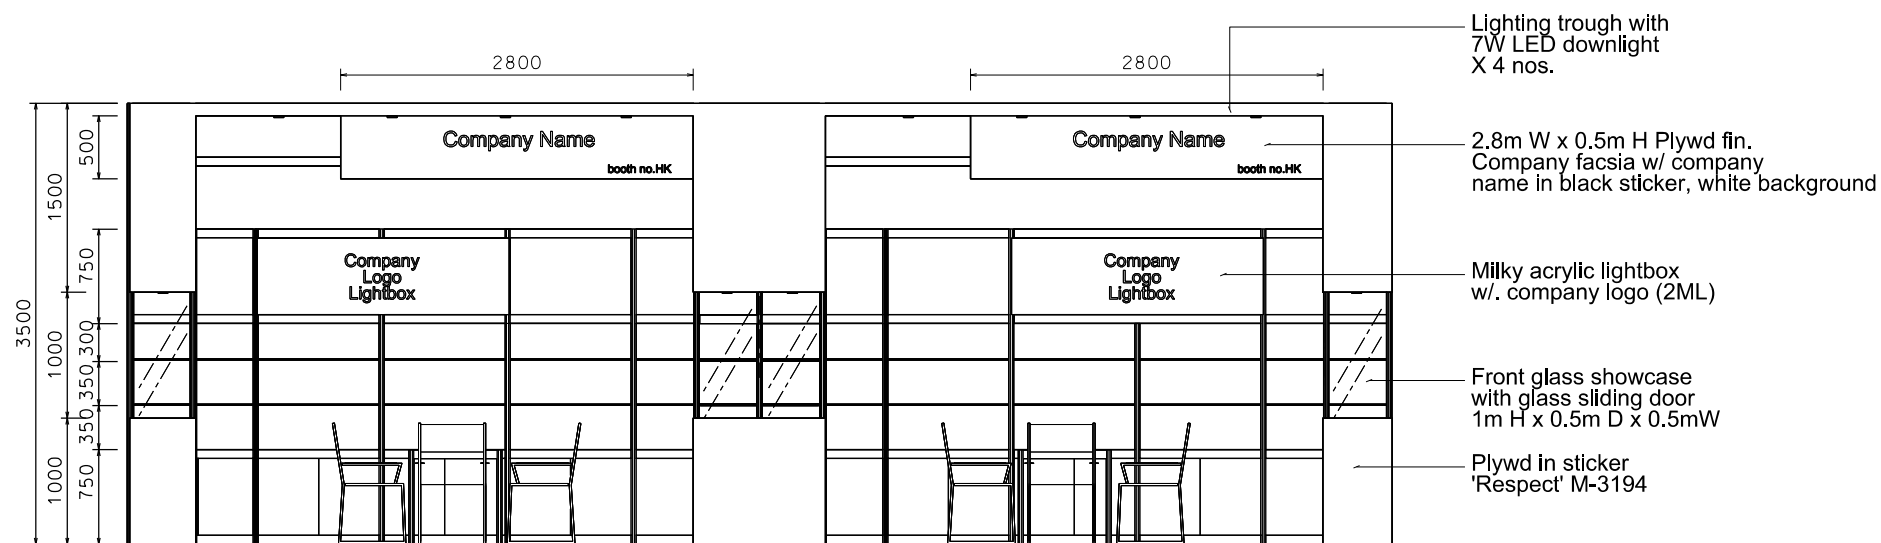 Lighting trough with
7W LED downlight
X 4 nos.
2800
2800
500
1500
3500
750
300
1000
350
350
1000
750
Company Name
booth no.HK
Company Name
booth no.HK
2.8m W x 0.5m H Plywd fin.
Company facsia w/ company
name in black sticker, white background
Company
Logo
Lightbox
Company
Logo
Lightbox
Milky acrylic lightbox
w/. company logo (2ML)
Front glass showcase
with glass sliding door
1m H x 0.5m D x 0.5mW
Plywd in sticker
'Respect' M-3194